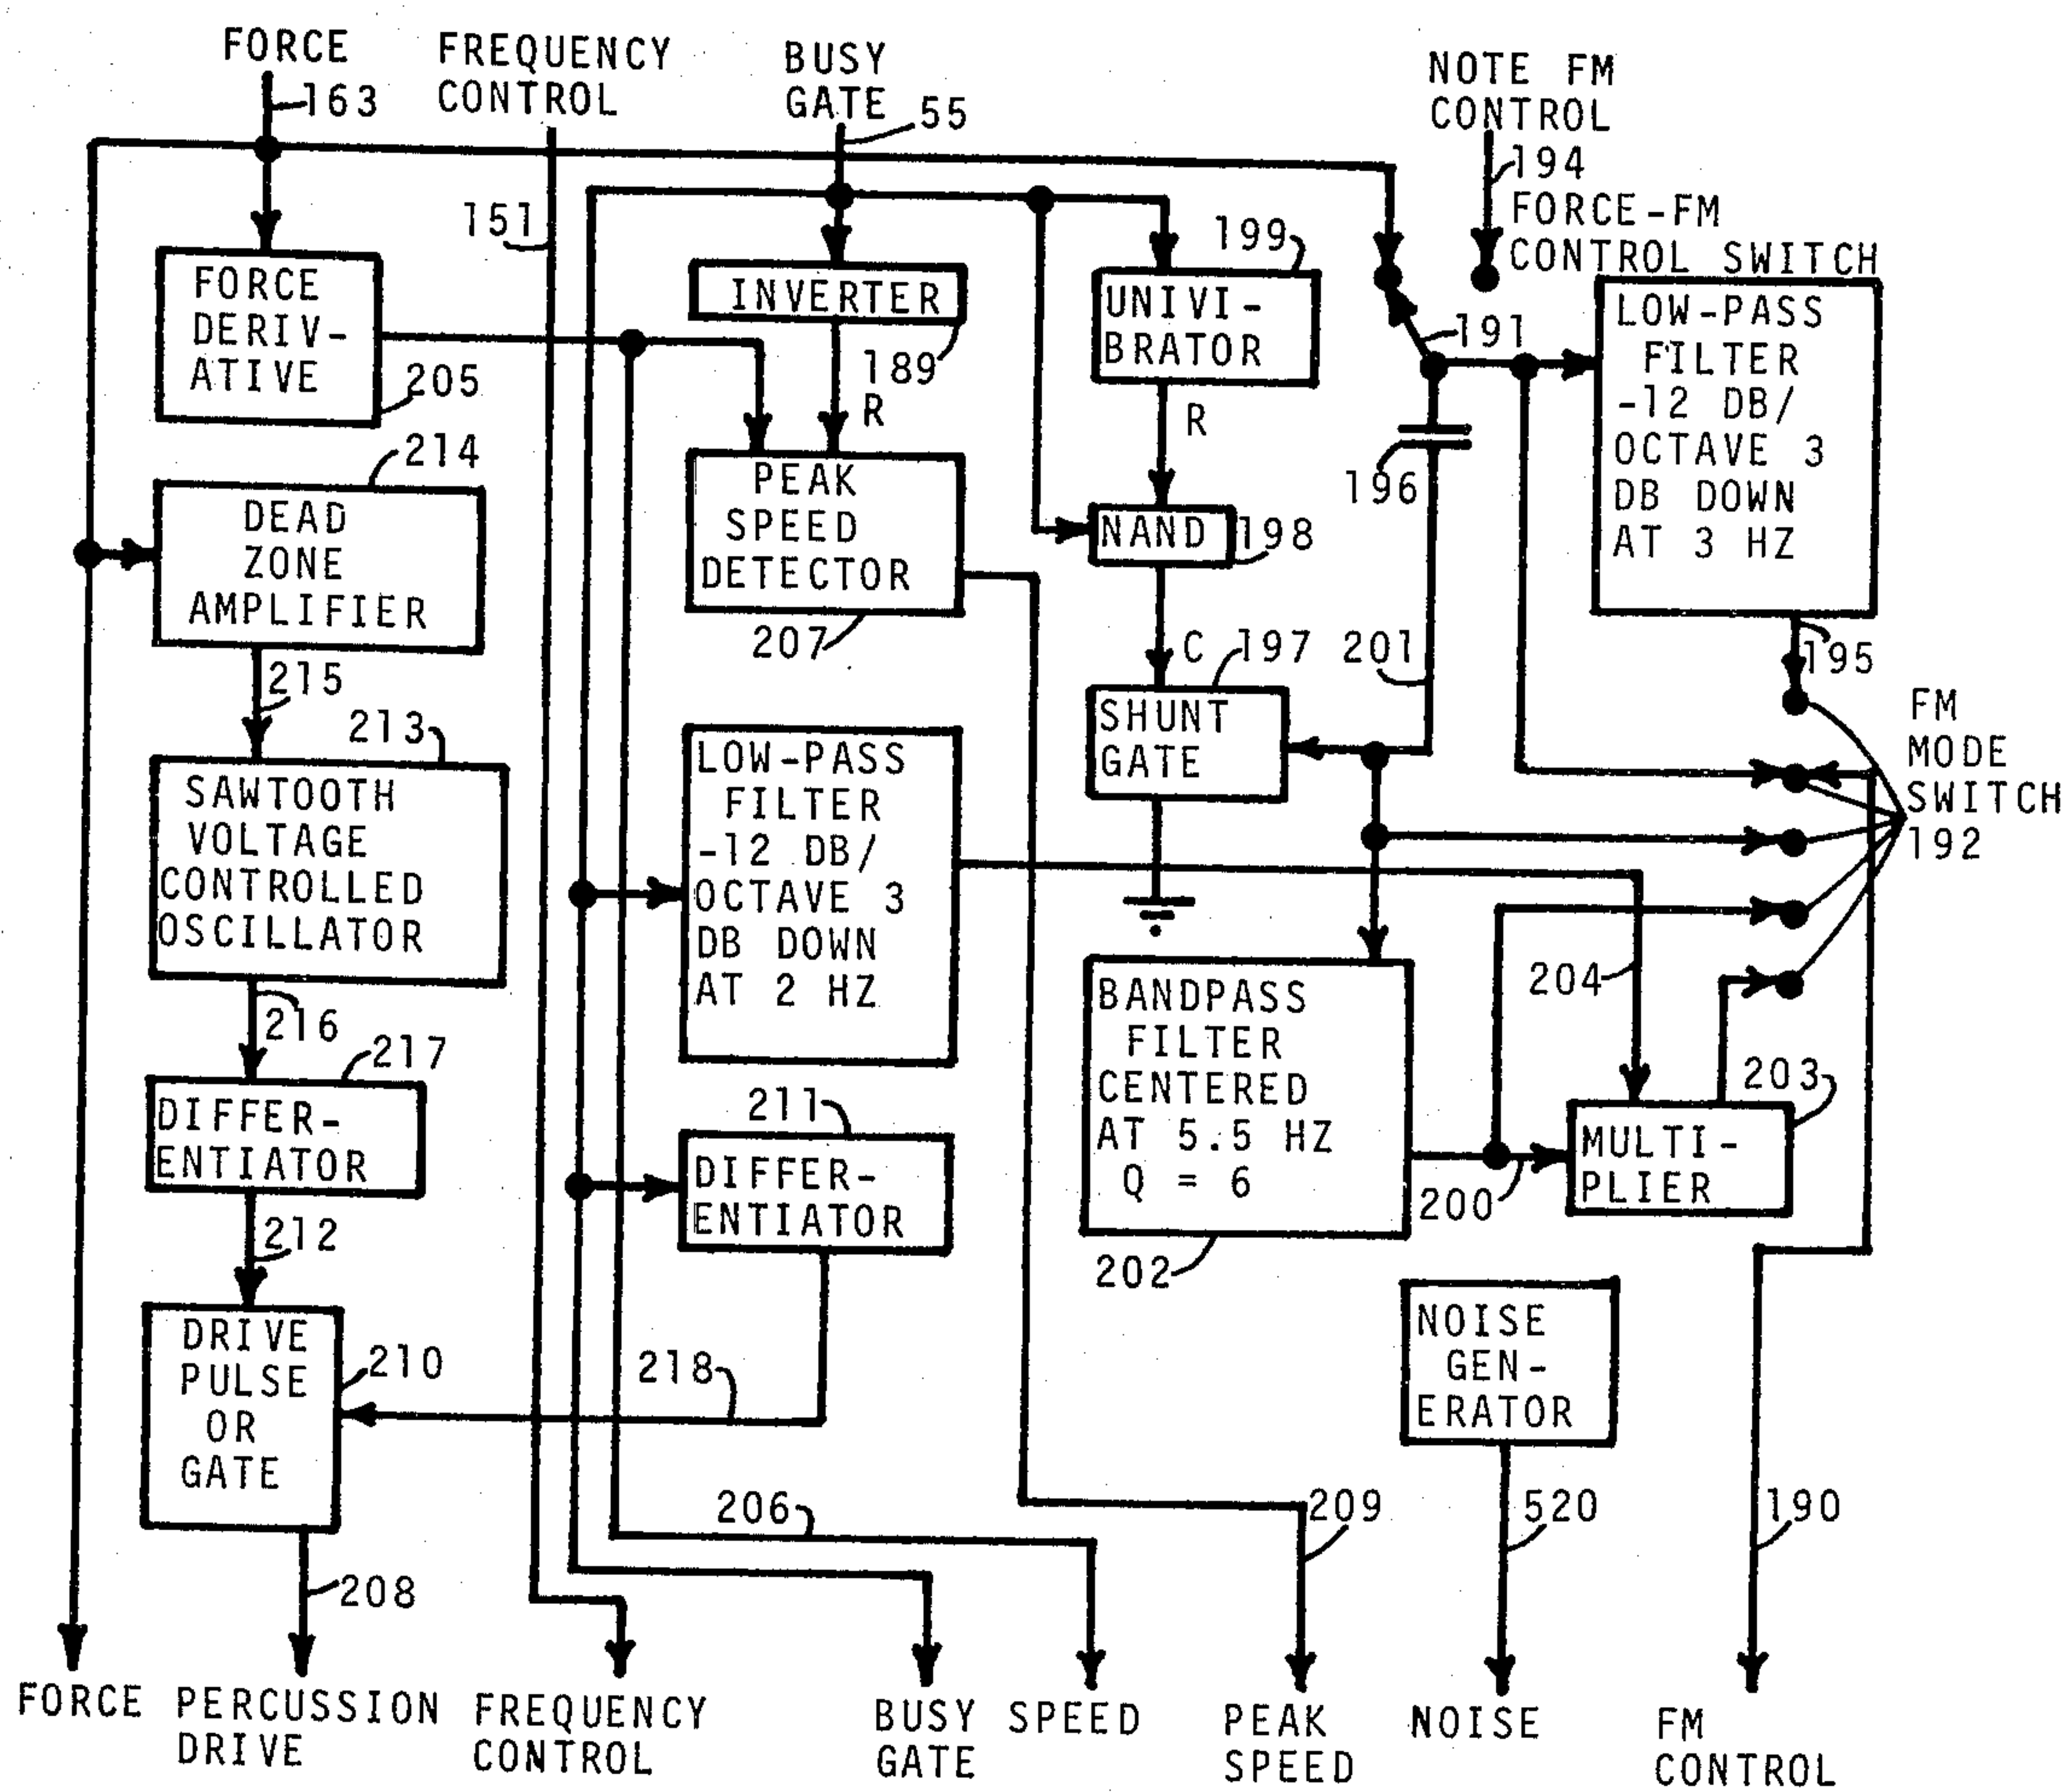 FORCE
163
FREQUENCY
CONTROL
BUSY
GATE
55
NOTE FM
CONTROL
194
FORCE-FM
CONTROL SWITCH
151
FORCE
DERIV-
ATIVE
205
INVERTER
189
R
199
UNIVI-
BRATOR
R
191
LOW-PASS
FILTER
-12 DB/
OCTAVE 3
DB DOWN
AT 3 HZ
195
214
DEAD
ZONE
AMPLIFIER
215
PEAK
SPEED
DETECTOR
207
NAND
198
196
C
197
201
SHUNT
GATE
FM
MODE
SWITCH
192
213
SAWTOOTH
VOLTAGE
CONTROLLED
OSCILLATOR
216
LOW-PASS
FILTER
-12 DB/
OCTAVE 3
DB DOWN
AT 2 HZ
204
BANDPASS
FILTER
CENTERED
AT 5.5 HZ
Q = 6
202
200
203
MULTI-
PLIER
217
DIFFER-
ENTIATOR
212
211
DIFFER-
ENTIATOR
218
DRIVE
PULSE
OR
GATE
210
208
NOISE
GEN-
ERATOR
206
209
520
190
FORCE
PERCUSSION
DRIVE
FREQUENCY
CONTROL
BUSY
GATE
SPEED
PEAK
SPEED
NOISE
FM
CONTROL